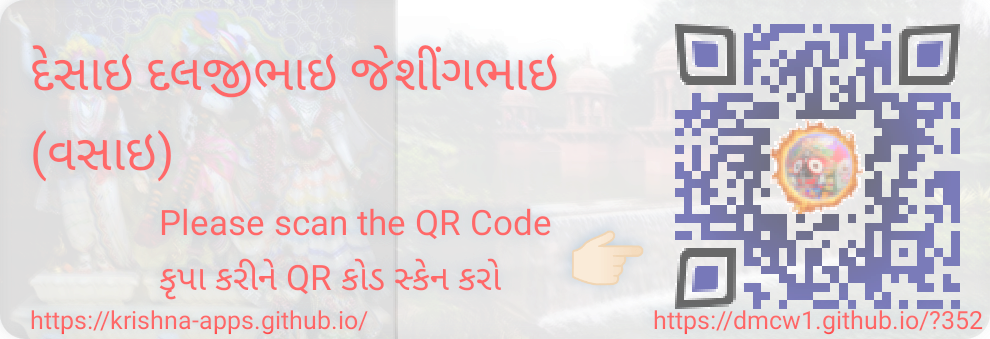 દેસાઇ દલજીભાઇ જેશીંગભાઇ
(વસાઇ)
Please scan the QR Code
કૃપા કરીને QR કોડ સ્કેન કરો
https://krishna-apps.github.io/
https://dmcw1.github.io/?352